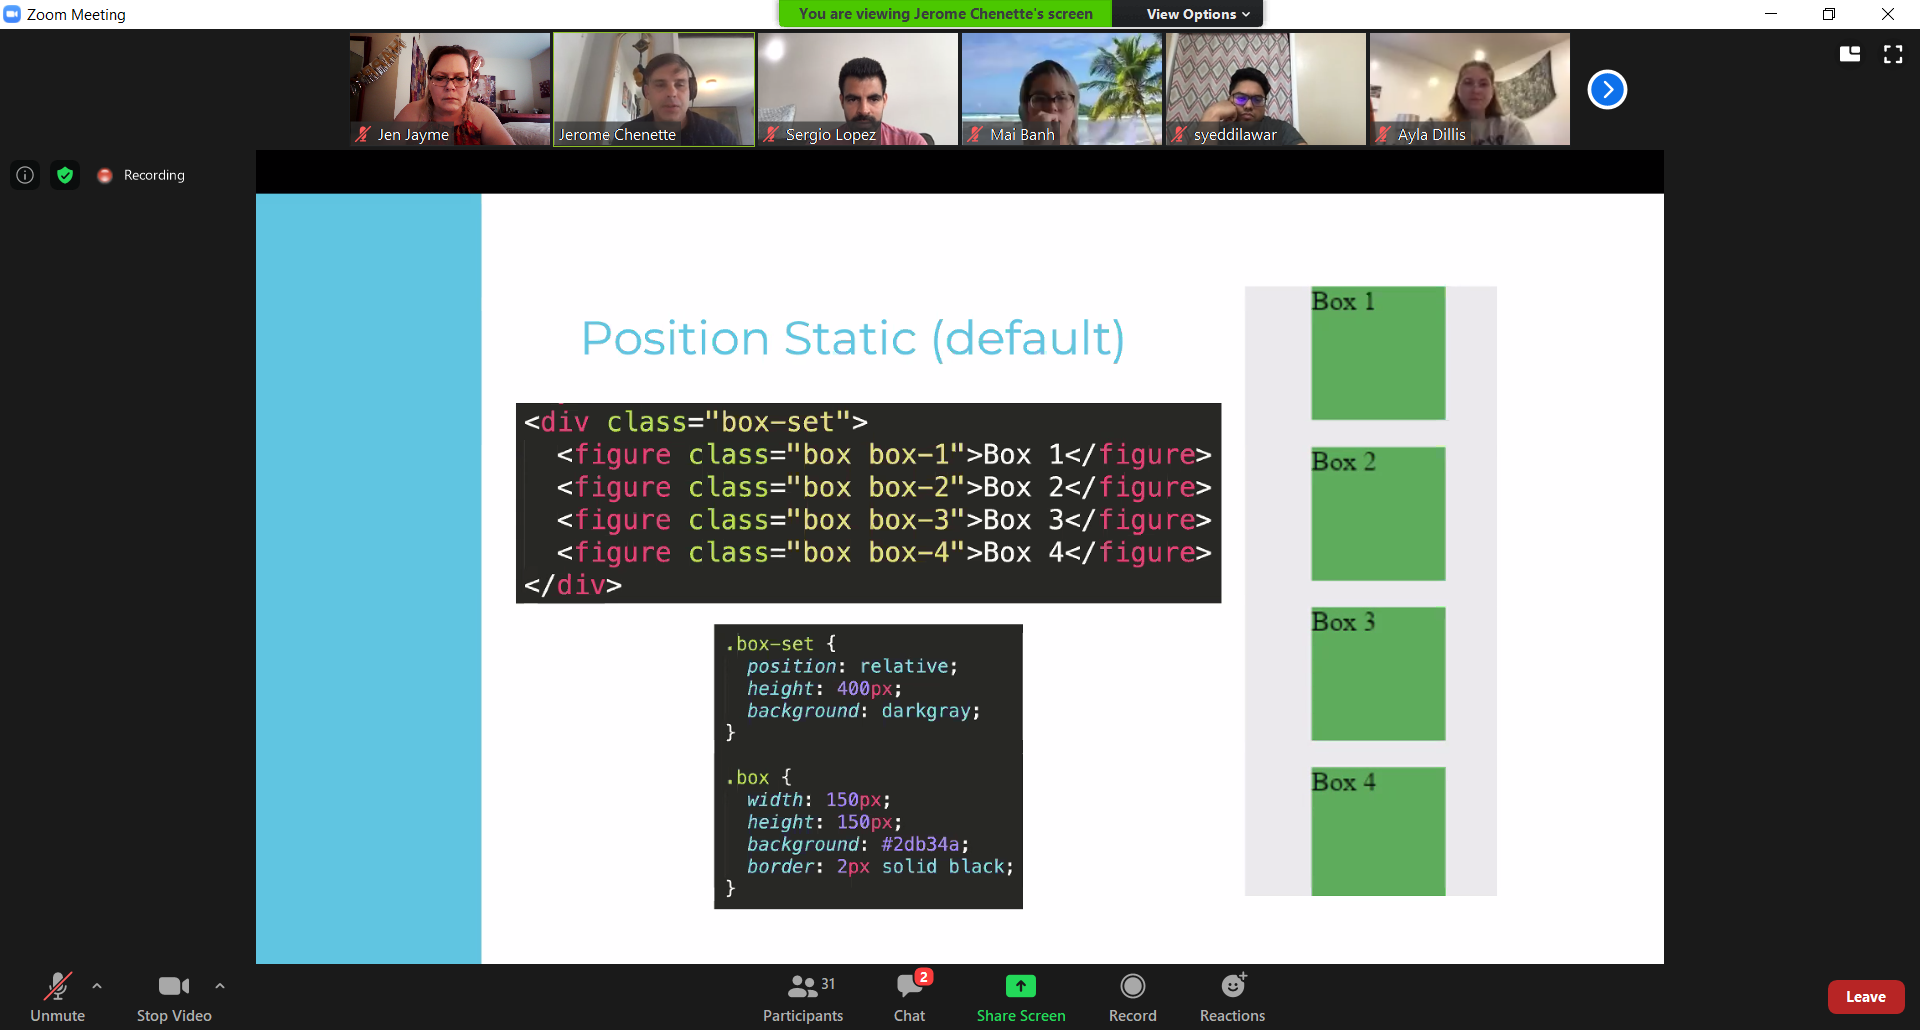 Zoom Meeting
You are viewing Jerome Chenette's screen
View Options
Jen Jayme
Jerome Chenette
Sergio Lopez
Mai Banh
syeddilawar
Ayla Dillis
Recording
Position Static (default)
<div class="box-set">
<figure class="box box-1">Box 1</figure>
<figure class="box box-2">Box 2</figure>
<figure class="box box-3">Box 3</figure>
<figure class="box box-4">Box 4</figure>
</div>
.box-set {
position: relative;
height: 400px;
background: darkgray;
}
.box {
width: 150px;
height: 150px;
background: #2db34a;
border: 2px solid black;
}
Box 1
Box 2
Box 3
Box 4
Unmute
Stop Video
31
Participants
2
Chat
Share Screen
Record
Reactions
Leave